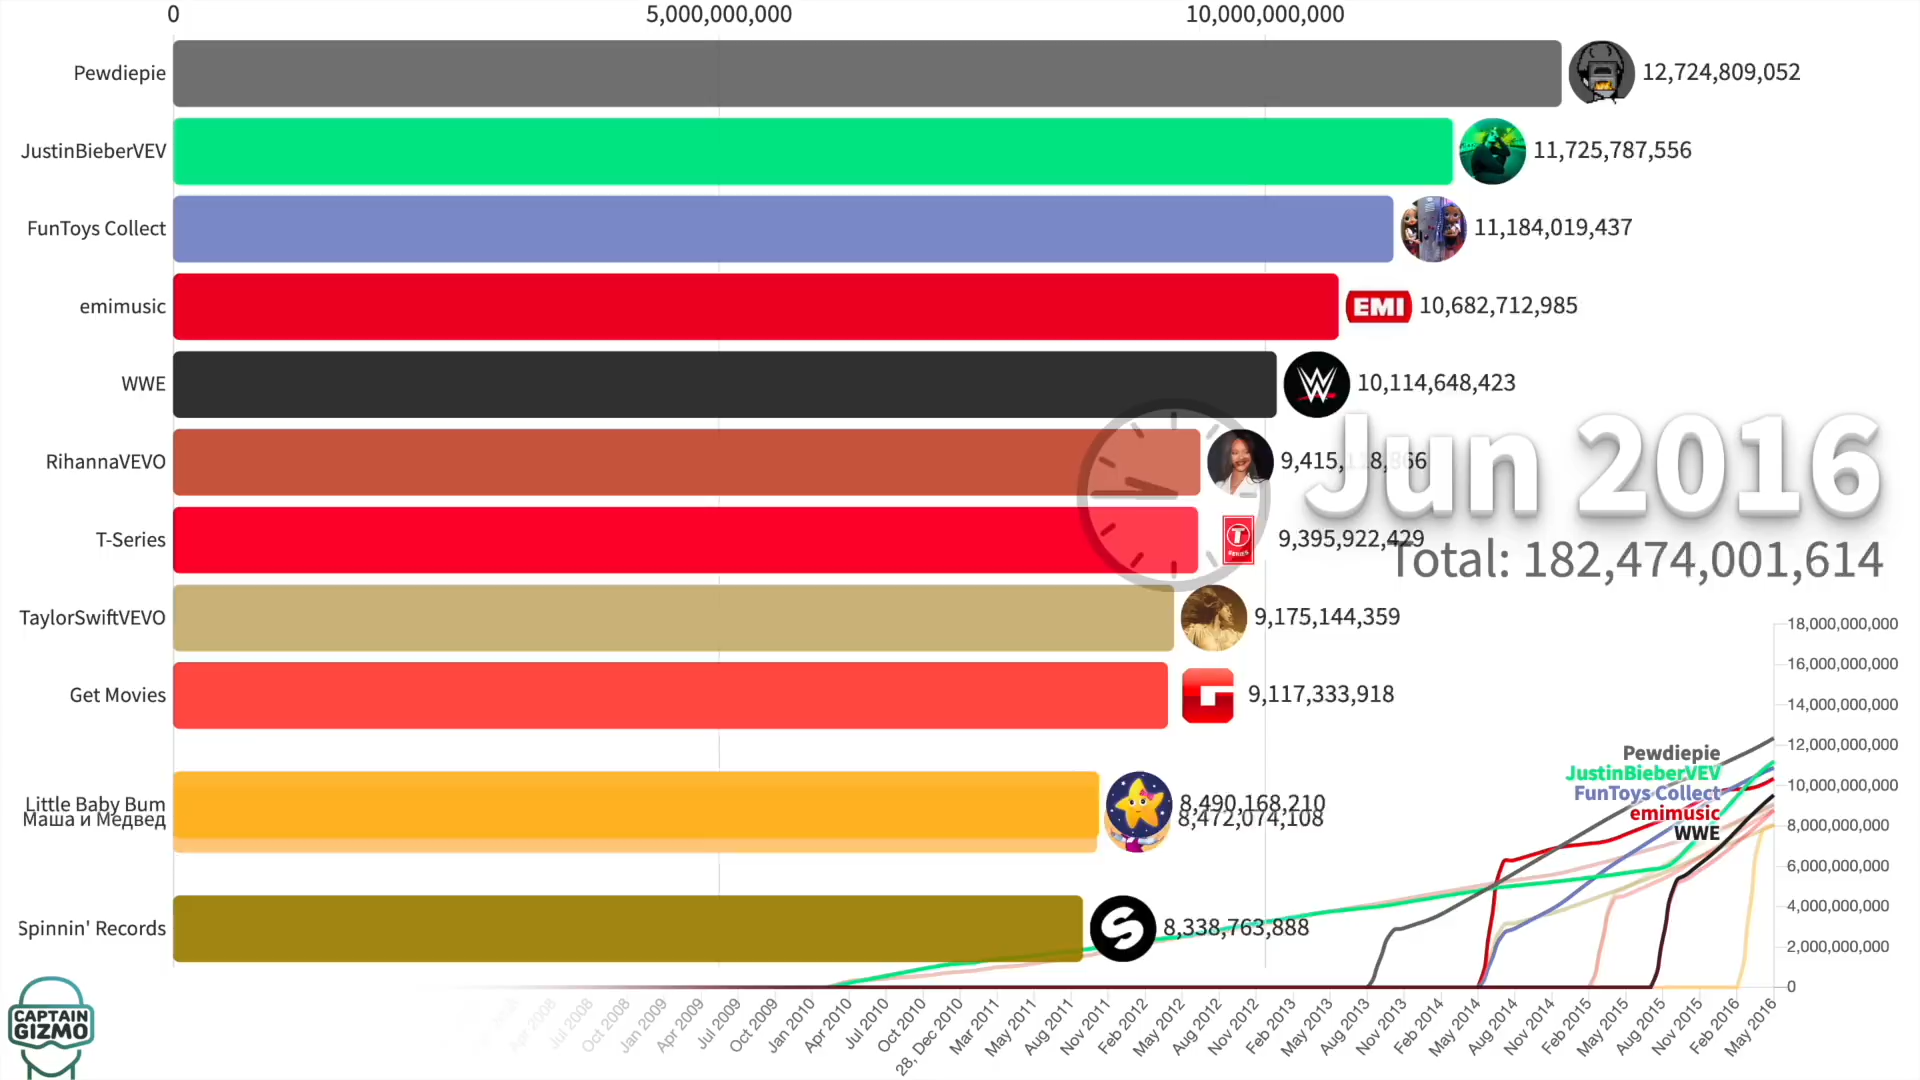 0 5,000,000,000 10,000,000,000
Pewdiepie 12,724,809,052
JustinBieberVEV 11,725,787,556
FunToys Collect 11,184,019,437
emimusic EMI 10,682,712,985
WWE 10,114,648,423
Jun 2016
RihannaVEVO
T-Series T SERIES 9,395,922,429
Total: 182,474,001,614
TaylorSwiftVEVO 9,175,144,359
Get Movies 9,117,333,918
Little Baby Bum 8,490,168,210
Маша и Медвед 8,472,074,108
Spinnin' Records 8,338,763,888
18,000,000,000
16,000,000,000
14,000,000,000
12,000,000,000
10,000,000,000
8,000,000,000
6,000,000,000
4,000,000,000
2,000,000,000
0
Pewdiepie
JustinBieberVEV
FunToys Collect
emimusic
WWE
Apr 2008 Jul 2008 Oct 2008 Jan 2009 Apr 2009 Jul 2009 Oct 2009 Jan 2010 Apr 2010 Jul 2010 Oct 2010 28, Dec 2010 Mar 2011 May 2011 Aug 2011 Nov 2011 Feb 2012 May 2012 Aug 2012 Nov 2012 Feb 2013 May 2013 Aug 2013 Nov 2013 Feb 2014 May 2014 Aug 2014 Nov 2014 Feb 2015 May 2015 Aug 2015 Nov 2015 Feb 2016 May 2016
CAPTAIN
GIZMO